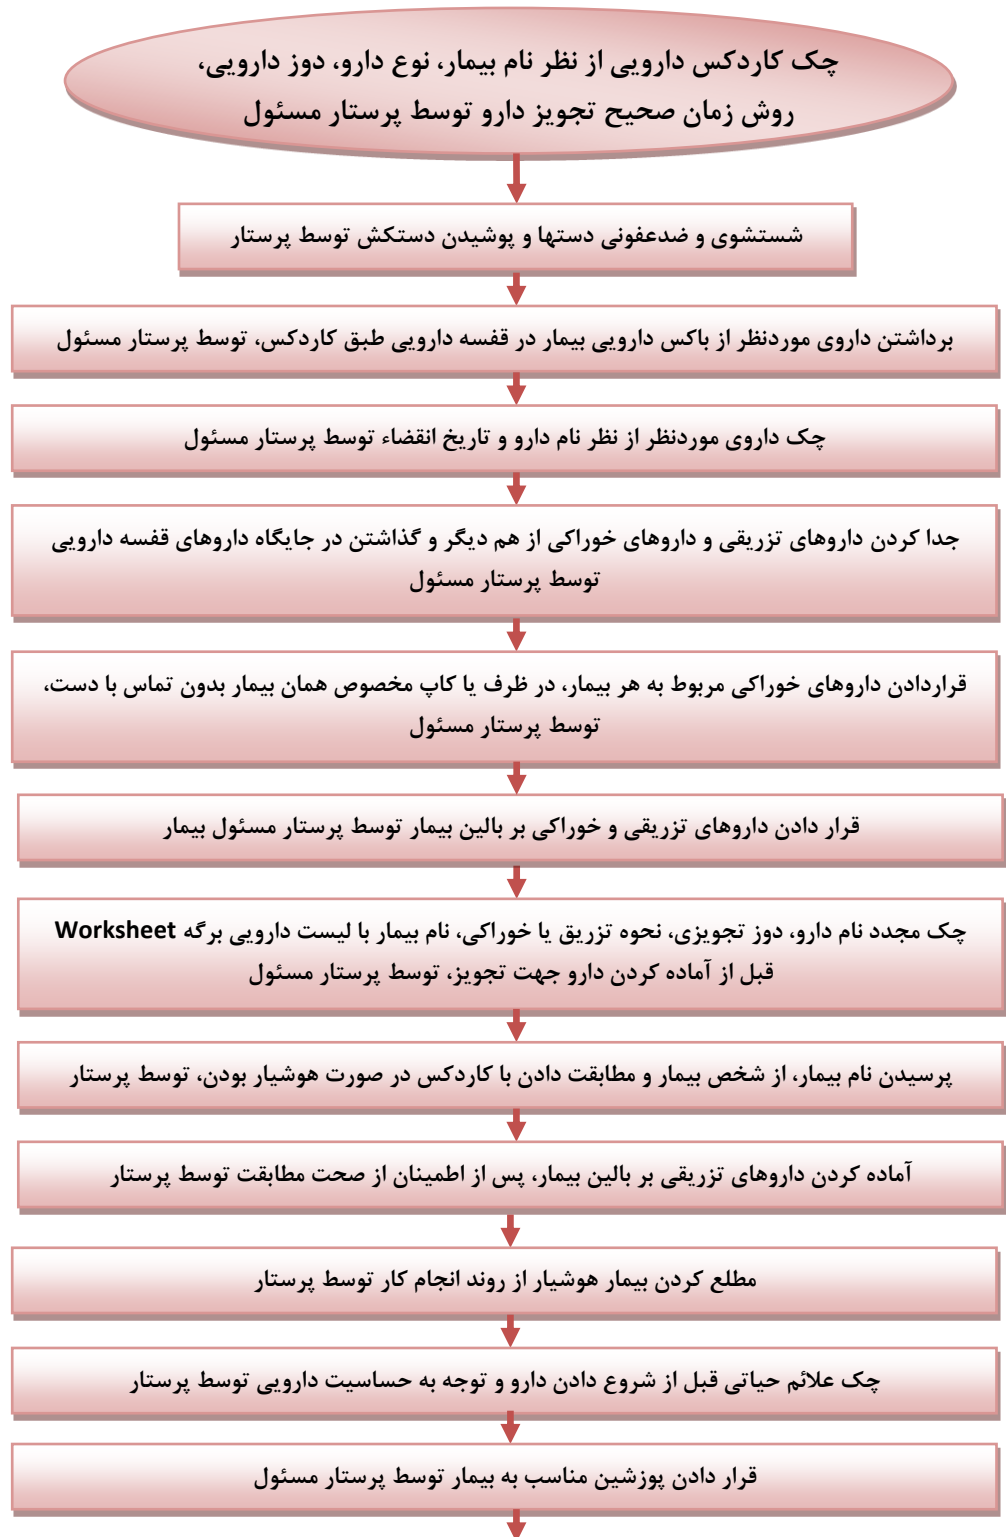 چک کاردکس دارویی از نظر نام بیمار، نوع دارو، دوز دارویی،
روش زمان صحیح تجویز دارو توسط پرستار مسئول
شستشوی و ضدعفونی دستها و پوشیدن دستکش توسط پرستار
برداشتن داروی موردنظر از باکس دارویی بیمار در قفسه دارویی طبق کاردکس، توسط پرستار مسئول
چک داروی موردنظر از نظر نام دارو و تاریخ انقضاء توسط پرستار مسئول
جدا کردن داروهای تزریقی و داروهای خوراکی از هم دیگر و گذاشتن در جایگاه داروهای قفسه دارویی
توسط پرستار مسئول
قراردادن داروهای خوراکی مربوط به هر بیمار، در ظرف یا کاپ مخصوص همان بیمار بدون تماس با دست،
توسط پرستار مسئول
قرار دادن داروهای تزریقی و خوراکی بر بالین بیمار توسط پرستار مسئول بیمار
چک مجدد نام دارو، دوز تجویزی، نحوه تزریق یا خوراکی، نام بیمار با لیست دارویی برگه Worksheet
قبل از آماده کردن دارو جهت تجویز، توسط پرستار مسئول
پرسیدن نام بیمار، از شخص بیمار و مطابقت دادن با کاردکس در صورت هوشیار بودن، توسط پرستار
آماده کردن داروهای تزریقی بر بالین بیمار، پس از اطمینان از صحت مطابقت توسط پرستار
مطلع کردن بیمار هوشیار از روند انجام کار توسط پرستار
چک علائم حیاتی قبل از شروع دادن دارو و توجه به حساسیت دارویی توسط پرستار
قرار دادن پوزشین مناسب به بیمار توسط پرستار مسئول